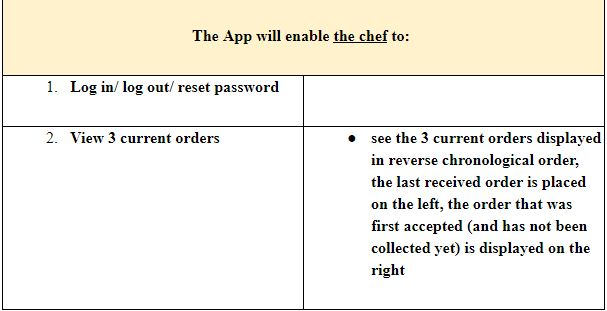 The App will enable the chef to:
1. Log in/ log out/ reset password
2. View 3 current orders
● see the 3 current orders displayed
in reverse chronological order,
the last received order is placed
on the left, the order that was
first accepted (and has not been
collected yet) is displayed on the
right